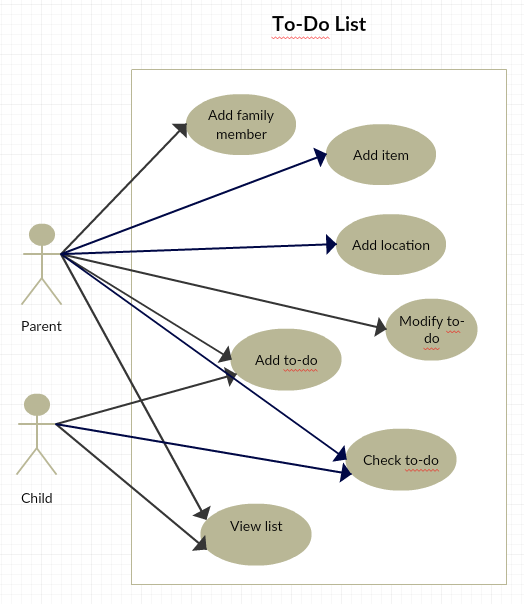 To-Do List
Add family
member
Add item
Add location
Parent
Modify to-
do
Add to-do
Check to-do
Child
View list